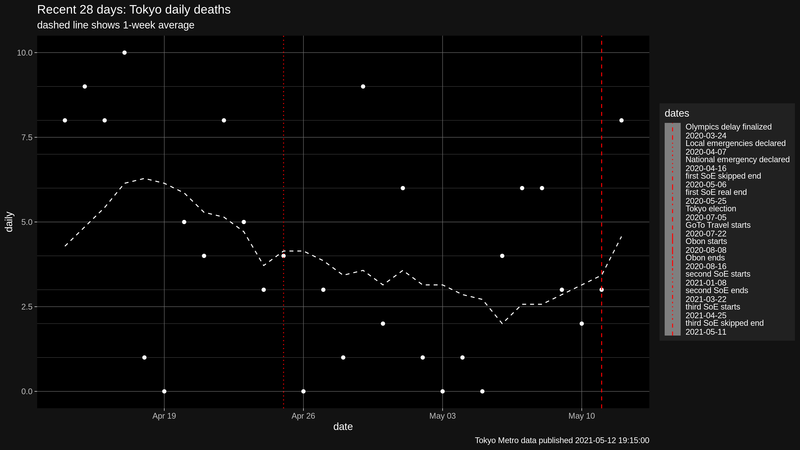 Recent 28 days: Tokyo daily deaths
dashed line shows 1-week average
10.0
7.5
5.0
2.5
0.0
daily
Apr 19
Apr 26
May 03
May 10
date
Tokyo Metro data published 2021-05-12 19:15:00
dates
Olympics delay finalized
2020-03-24
Local emergencies declared
2020-04-07
National emergency declared
2020-04-16
first SoE skipped end
2020-05-06
first SoE real end
2020-05-25
Tokyo election
2020-07-05
GoTo Travel starts
2020-07-22
Obon starts
2020-08-08
Obon ends
2020-08-16
second SoE starts
2021-01-08
second SoE ends
2021-03-22
third SoE starts
2021-04-25
third SoE skipped end
2021-05-11